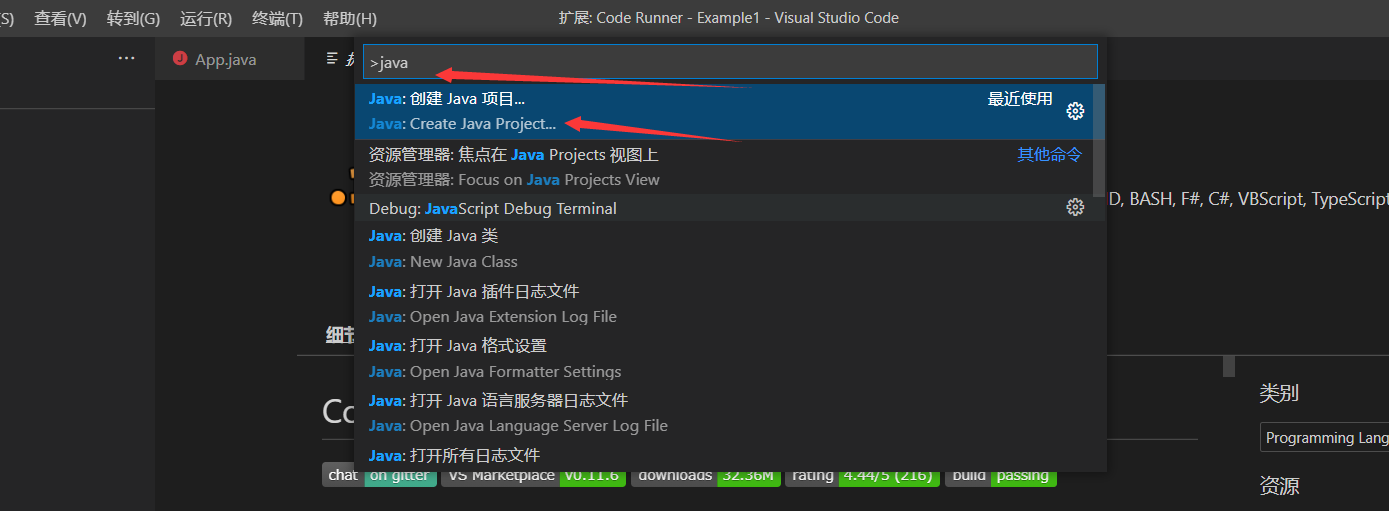 (S) 查看(V) 转到(G) 运行(R) 终端(T) 帮助(H) 扩展: Code Runner - Example1 - Visual Studio Code
··· J App.java
>java
Java: 创建 Java 项目... 最近使用
Java: Create Java Project...
资源管理器: 焦点在 Java Projects 视图上 其他命令
资源管理器: Focus on Java Projects View
D, BASH, F#, C#, VBScript, TypeScript
Debug: JavaScript Debug Terminal
Java: 创建 Java 类
Java: New Java Class
Java: 打开 Java 插件日志文件
Java: Open Java Extension Log File
细节
Java: 打开 Java 格式设置
Java: Open Java Formatter Settings
类别
Java: 打开 Java 语言服务器日志文件
Co
Java: Open Java Language Server Log File
Programming Lang
Java: 打开所有日志文件
chat on gitter VS Marketplace v0.11.6 downloads 32.36M rating 4.44/5 (216) build passing
资源